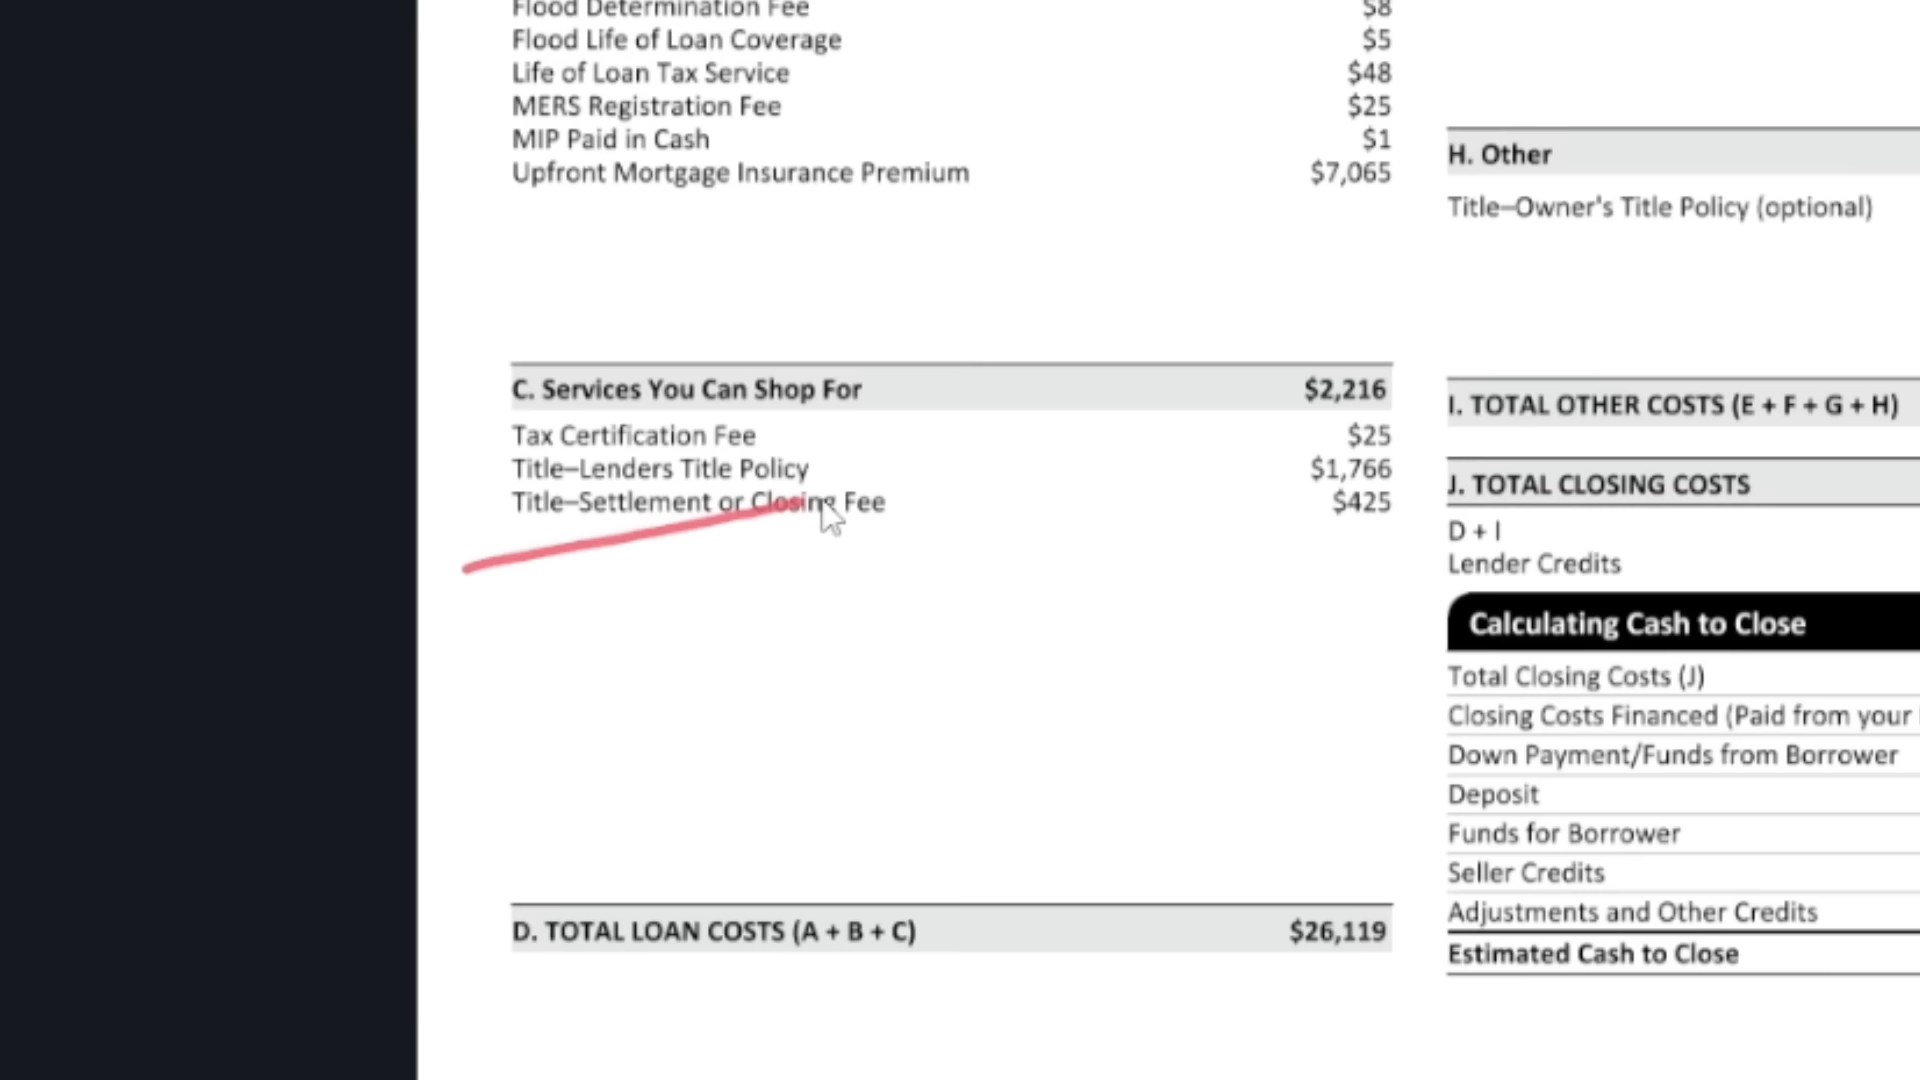 Flood Determination Fee $8
Flood Life of Loan Coverage $5
Life of Loan Tax Service $48
MERS Registration Fee $25
MIP Paid in Cash $1
Upfront Mortgage Insurance Premium $7,065
C. Services You Can Shop For $2,216
Tax Certification Fee $25
Title–Lenders Title Policy $1,766
Title–Settlement or Closing Fee $425
D. TOTAL LOAN COSTS (A + B + C) $26,119
H. Other
Title–Owner's Title Policy (optional)
I. TOTAL OTHER COSTS (E + F + G + H)
J. TOTAL CLOSING COSTS
D + I
Lender Credits
Calculating Cash to Close
Total Closing Costs (J)
Closing Costs Financed (Paid from your
Down Payment/Funds from Borrower
Deposit
Funds for Borrower
Seller Credits
Adjustments and Other Credits
Estimated Cash to Close